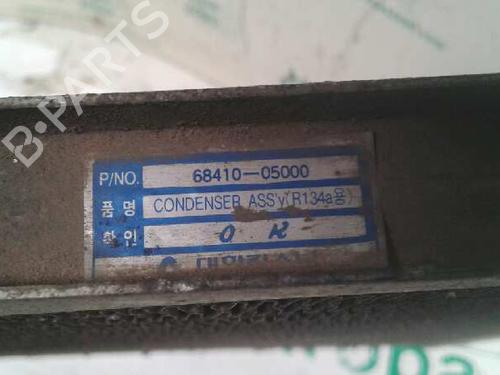 P/NO. 68410-05000
품 명 CONDENSER ASS'y(R134a용)
확 인 O K
B-PARTS